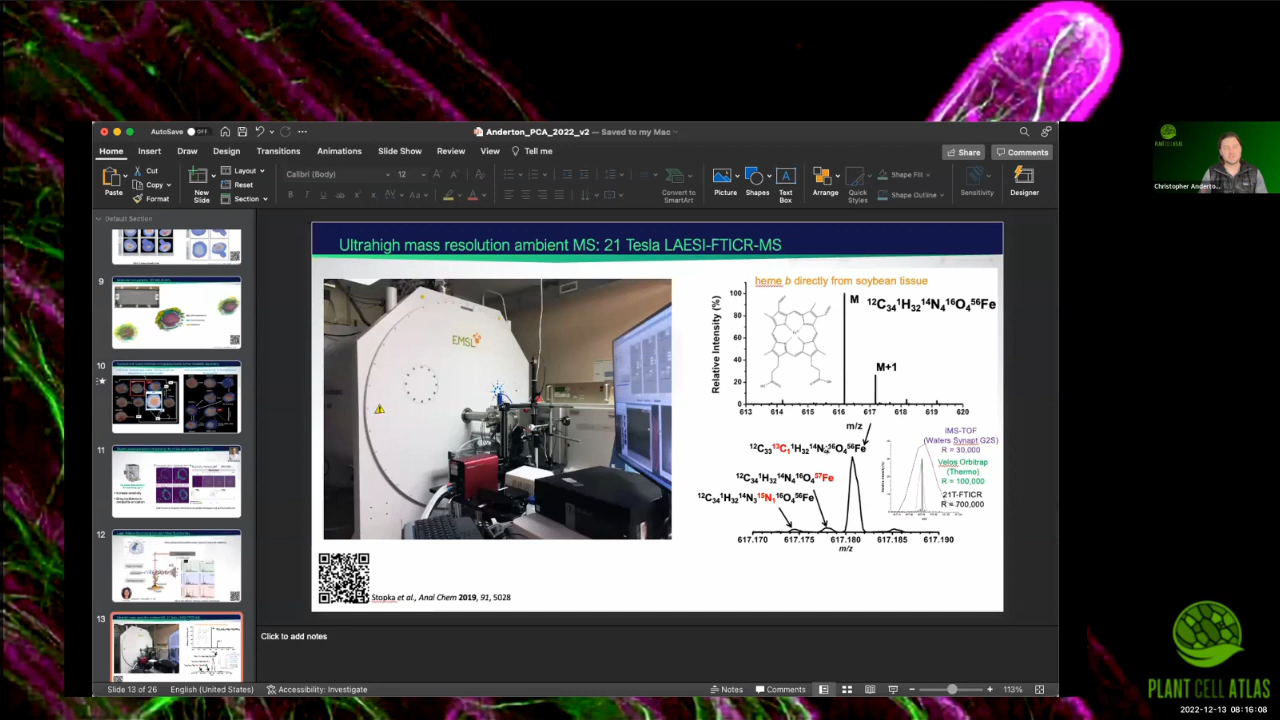 AutoSave OFF
Anderton_PCA_2022_v2 — Saved to my Mac
Home Insert Draw Design Transitions Animations Slide Show Review View Tell me
Share Comments
Paste
Cut
Copy
Format
New Slide
Layout
Reset
Section
Calibri (Body) 12
Convert to SmartArt
Picture
Shapes
Text Box
Arrange
Quick Styles
Shape Fill
Shape Outline
Sensitivity
Designer
Default Section
9
10
11
12
13
Ultrahigh mass resolution ambient MS: 21 Tesla LAESI-FTICR-MS
EMSL
heme b directly from soybean tissue
Relative Intensity (%)
100
80
60
40
20
0
M
¹²C₃₄¹H₃₂¹⁴N₄¹⁶O₄⁵⁶Fe
M+1
613 614 615 616 617 618 619 620
m/z
¹²C₃₃¹³C₁¹H₃₂¹⁴N₄¹⁶O₄⁵⁶Fe
¹²C₃₄¹H₃₂¹⁴N₄¹⁶O₄⁵⁷Fe
¹²C₃₄¹H₃₂¹⁴N₃¹⁵N₁¹⁶O₄⁵⁶Fe
617.170 617.175 617.180 617.185 617.190
m/z
IMS-TOF
(Waters Synapt G2S)
R = 30,000
Velos Orbitrap
(Thermo)
R = 100,000
21T-FTICR
R = 700,000
Stopka et al., Anal Chem 2019, 91, 5028
Click to add notes
Slide 13 of 26 English (United States) Accessibility: Investigate
Notes Comments 113%
PLANT CELL ATLAS
Christopher Anderto...
PLANT CELL ATLAS
2022-12-13 08:16:08